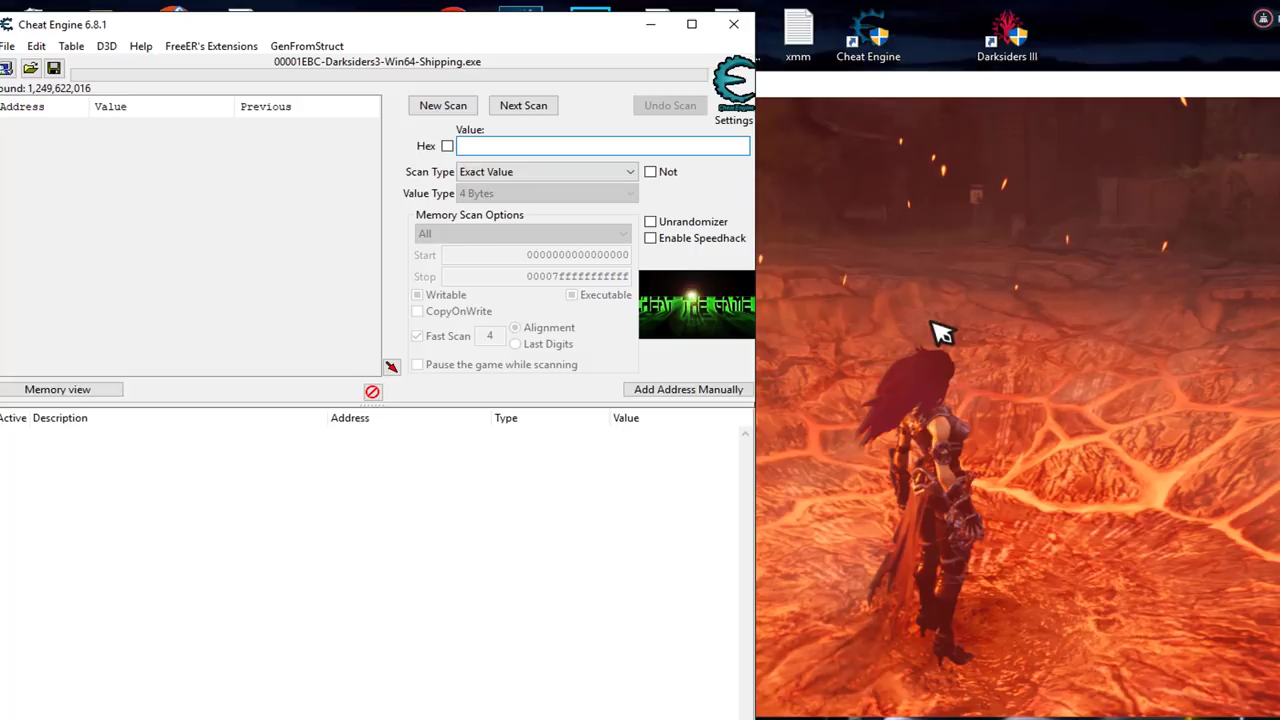 Cheat Engine 6.8.1
File Edit Table D3D Help FreeER's Extensions GenFromStruct
00001EBC-Darksiders3-Win64-Shipping.exe
ound: 1,249,622,016
Address Value Previous
New Scan Next Scan Undo Scan
Settings
Value:
Hex
Scan Type Exact Value Not
Value Type 4 Bytes
Memory Scan Options
All
Unrandomizer
Enable Speedhack
Start 0000000000000000
Stop 00007fffffffffff
Writable Executable
CopyOnWrite
Fast Scan 4 Alignment
Last Digits
Pause the game while scanning
CHEAT THE GAME
Memory view Add Address Manually
Active Description Address Type Value
xmm Cheat Engine Darksiders III